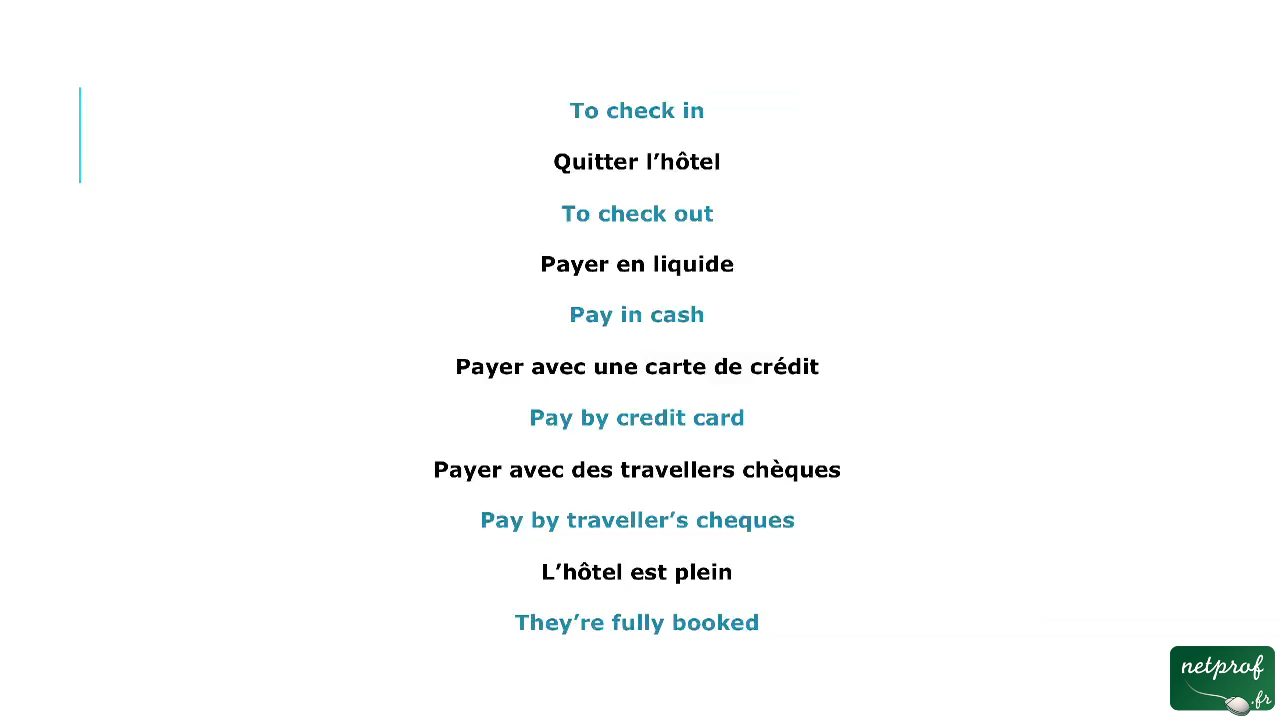 To check in
Quitter l’hôtel
To check out
Payer en liquide
Pay in cash
Payer avec une carte de crédit
Pay by credit card
Payer avec des travellers chèques
Pay by traveller’s cheques
L’hôtel est plein
They’re fully booked
netprof
.fr